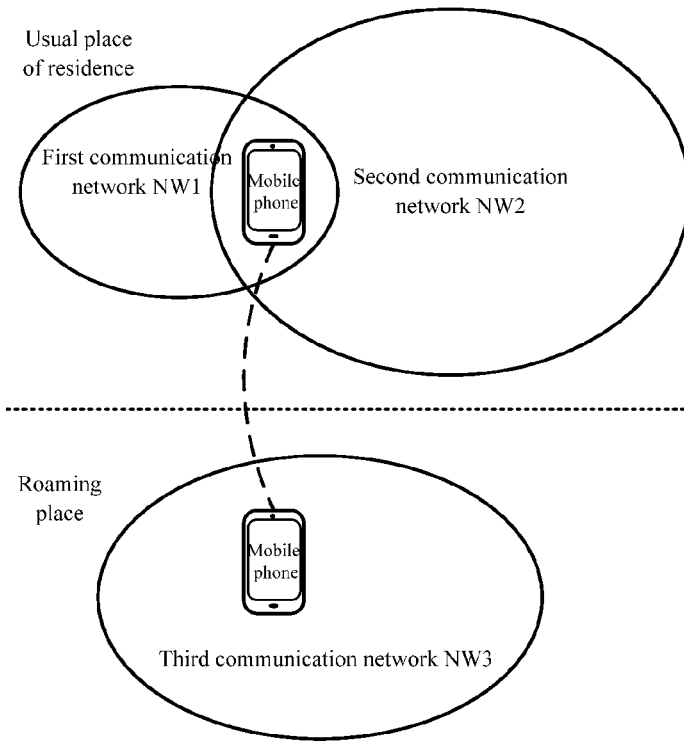 Usual place
of residence
First communication
network NW1
Mobile
phone
Second communication
network NW2
Roaming
place
Mobile
phone
Third communication network NW3